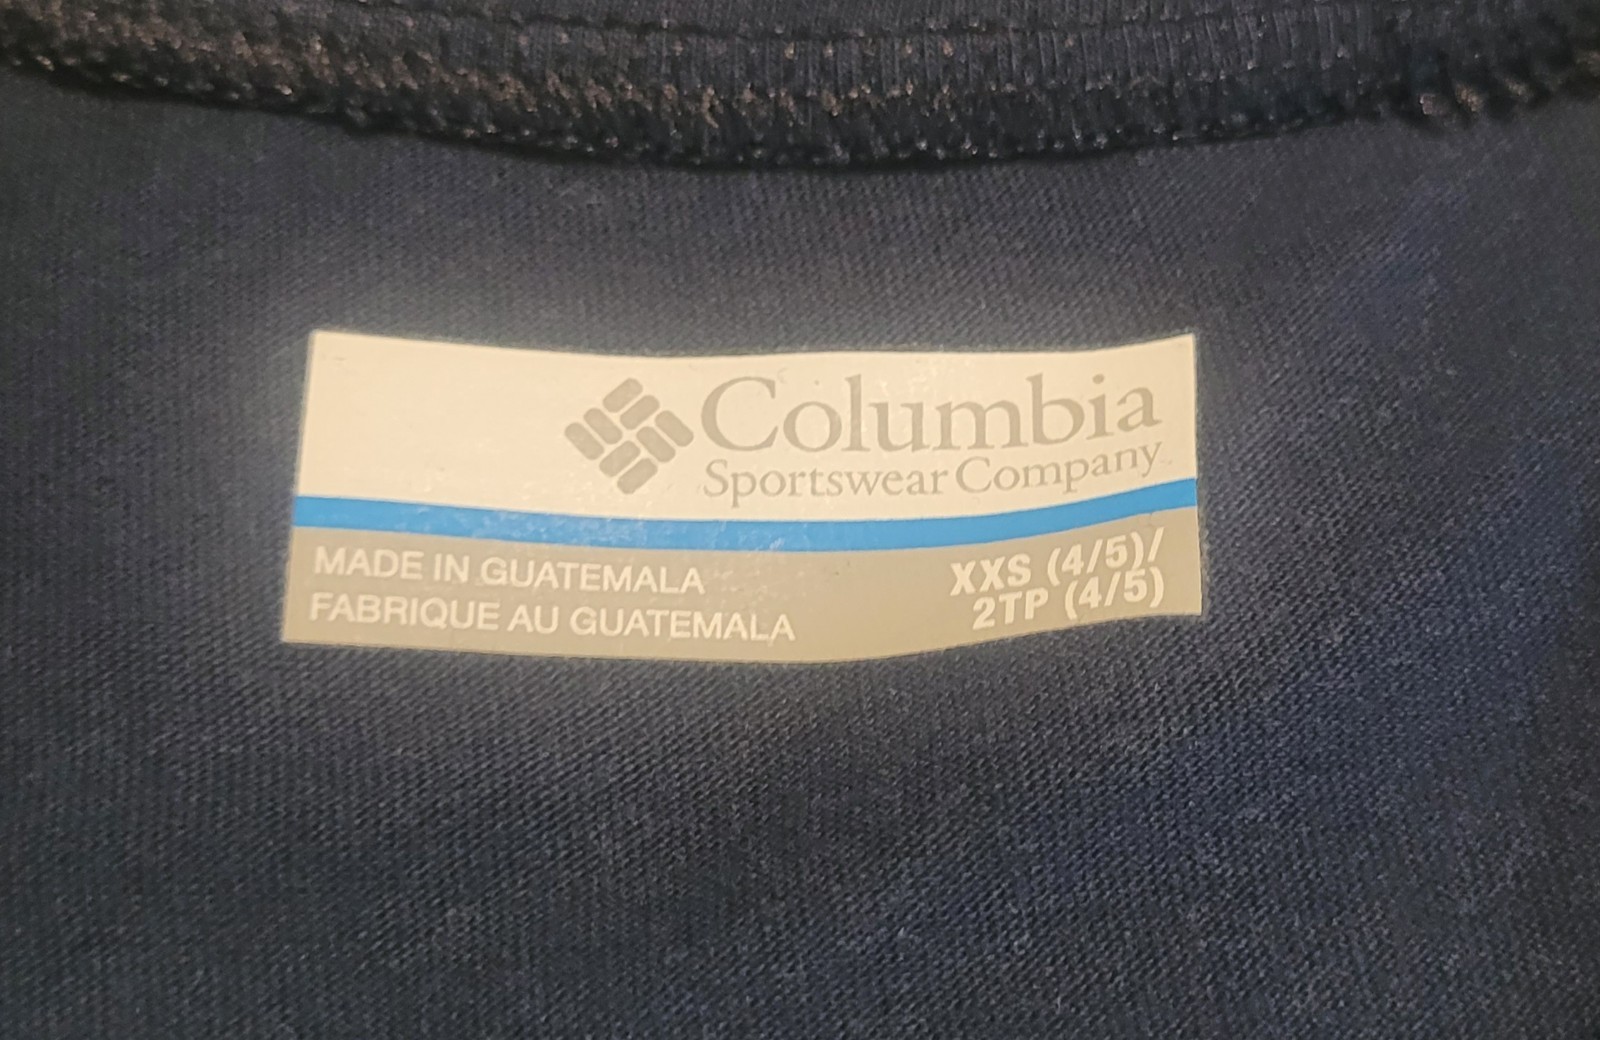 Columbia
Sportswear Company
MADE IN GUATEMALA
FABRIQUE AU GUATEMALA
XXS (4/5)/
2TP (4/5)